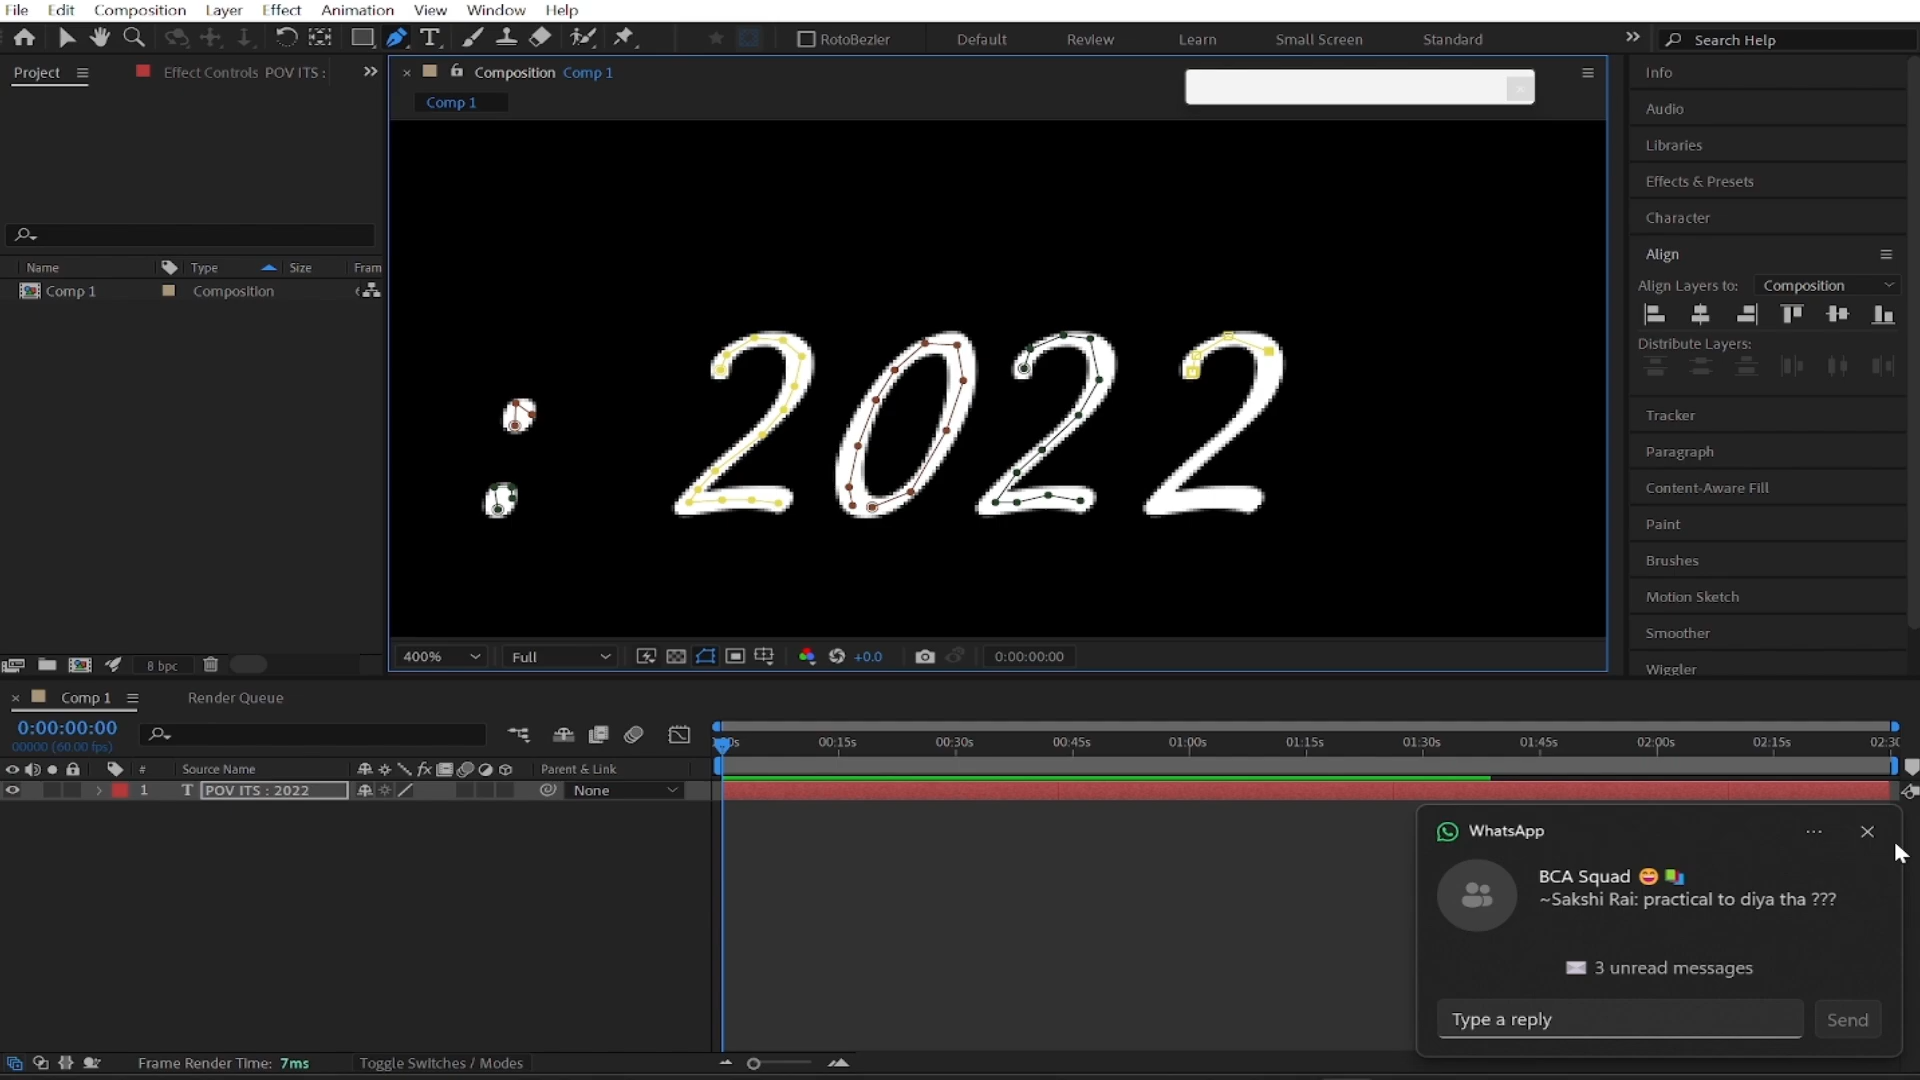 File Edit Composition Layer Effect Animation View Window Help
RotoBezier Default Review Learn Small Screen Standard Search Help
Project Effect Controls POV ITS :
Composition Comp 1
Comp 1
Name Type Size Fram
Comp 1 Composition
: 2022
Info
Audio
Libraries
Effects & Presets
Character
Align
Align Layers to: Composition
Distribute Layers:
Tracker
Paragraph
Content-Aware Fill
Paint
Brushes
Motion Sketch
Smoother
Wiggler
8 bpc
400% Full +0.0 0:00:00:00
Comp 1 Render Queue
0:00:00:00
00000 (60.00 fps)
00:15s 00:30s 00:45s 01:00s 01:15s 01:30s 01:45s 02:00s 02:15s
# Source Name fx Parent & Link
1 T POV ITS : 2022 None
WhatsApp
BCA Squad 😄
~Sakshi Rai: practical to diya tha ???
3 unread messages
Type a reply Send
Frame Render Time: 7ms Toggle Switches / Modes